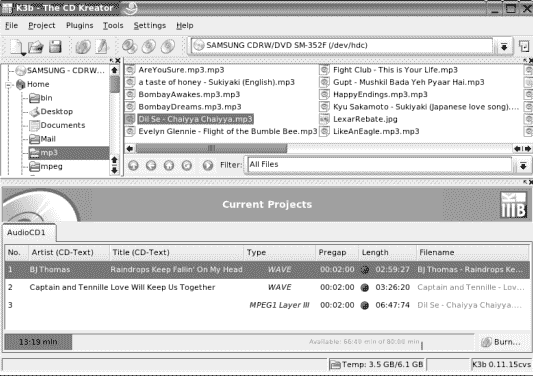 K3b - The CD Kreator
File Project Plugins Tools Settings Help
SAMSUNG CDRW/DVD SM-352F (/dev/hdc)
SAMSUNG - CDRW...
Home
bin
Desktop
Documents
Mail
mp3
mpeg
AreYouSure.mp3.mp3
a taste of honey - Sukiyaki (English).mp3
BombayAwakes.mp3.mp3
BombayDreams.mp3.mp3
Dil Se - Chaiyya Chaiyya.mp3
Evelyn Glennie - Flight of the Bumble Bee.mp3
Fight Club - This is Your Life.mp3
Gupt - Mushkil Bada Yeh Pyaar Hai.mp3
HappyEndings.mp3.mp3
Kyu Sakamoto - Sukiyaki (Japanese love song)....
LexarRebate.jpg
LikeAnEagle.mp3.mp3
Filter: All Files
Current Projects
AudioCD1
No. Artist (CD-Text) Title (CD-Text) Type Pregap Length Filename
1 BJ Thomas Raindrops Keep Fallin' On My Head WAVE 00:02:00 02:59:27 BJ Thomas - Raindrops Ke...
2 Captain and Tennille Love Will Keep Us Together WAVE 00:02:00 03:26:20 Captain and Tennille - Lov...
3 MPEG1 Layer III 00:02:00 06:47:74 Dil Se - Chaiyya Chaiyya....
13:19 min Available: 66:40 min of 80:00 min Burn...
Temp: 3.5 GB/6.1 GB K3b 0.11.15cvs